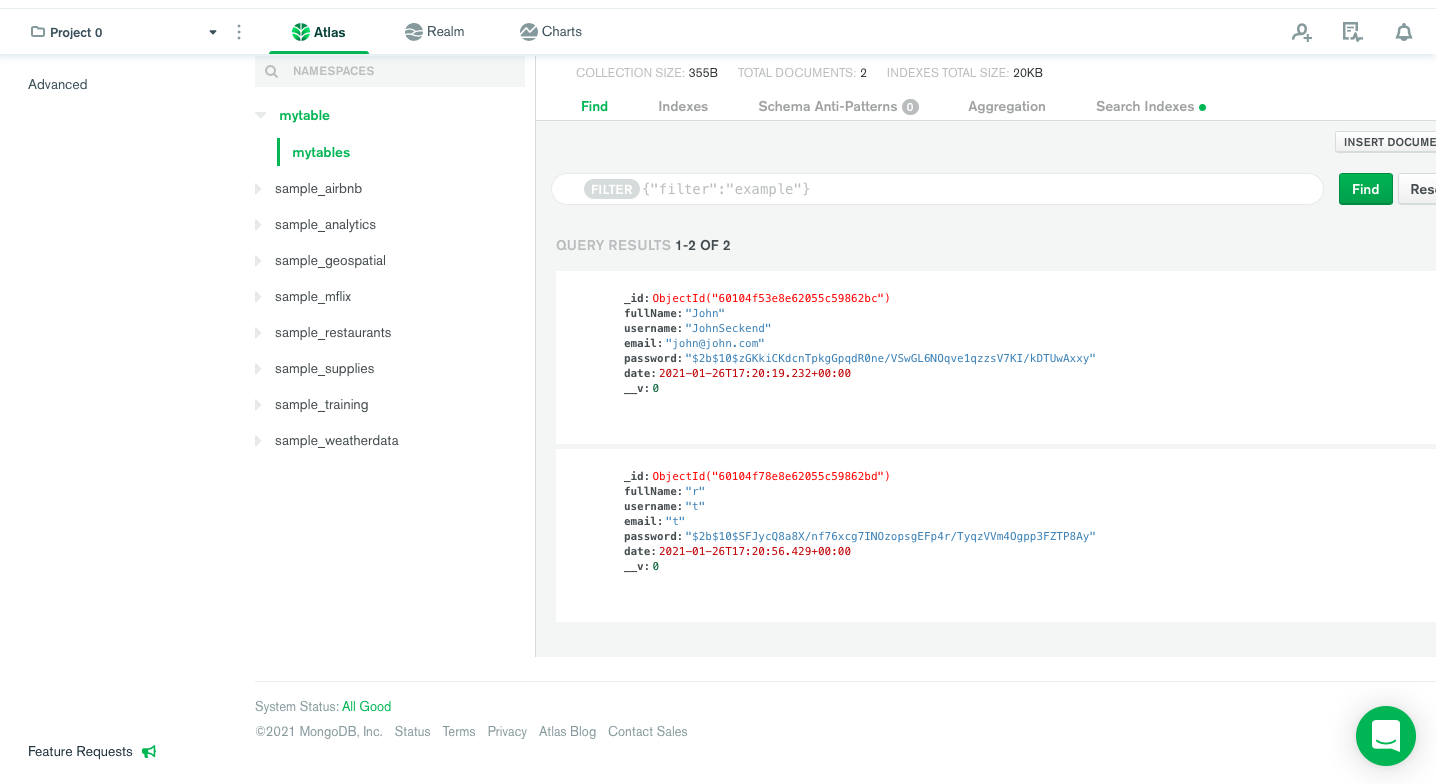 Project 0
Atlas
Realm
Charts
Advanced
NAMESPACES
mytable
mytables
sample_airbnb
sample_analytics
sample_geospatial
sample_mflix
sample_restaurants
sample_supplies
sample_training
sample_weatherdata
COLLECTION SIZE: 355B TOTAL DOCUMENTS: 2 INDEXES TOTAL SIZE: 20KB
Find Indexes Schema Anti-Patterns 0 Aggregation Search Indexes
INSERT DOCUME
FILTER {"filter":"example"}
Find
Rese
QUERY RESULTS 1-2 OF 2
_id: ObjectId("60104f53e8e62055c59862bc")
fullName: "John"
username: "JohnSeckend"
email: "john@john.com"
password: "$2b$10$zGKkiCKdcnTpkgGpqdR0ne/VSwGL6NOqve1qzzsV7KI/kDTUwAxxy"
date: 2021-01-26T17:20:19.232+00:00
__v: 0
_id: ObjectId("60104f78e8e62055c59862bd")
fullName: "r"
username: "t"
email: "t"
password: "$2b$10$SFJycQ8a8X/nf76xcg7INOzopsgEFp4r/TyqzVVm4Ogpp3FZTP8Ay"
date: 2021-01-26T17:20:56.429+00:00
__v: 0
System Status: All Good
©2021 MongoDB, Inc. Status Terms Privacy Atlas Blog Contact Sales
Feature Requests